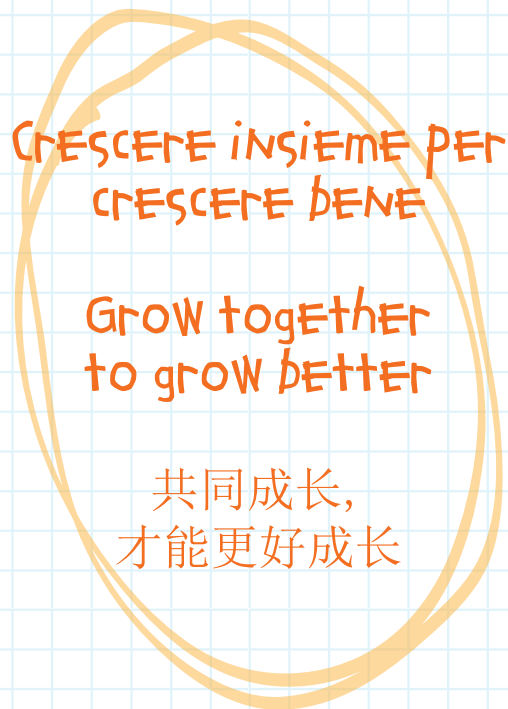 Crescere insieme per
crescere bene
Grow together
to grow better
共同成长,
才能更好成长